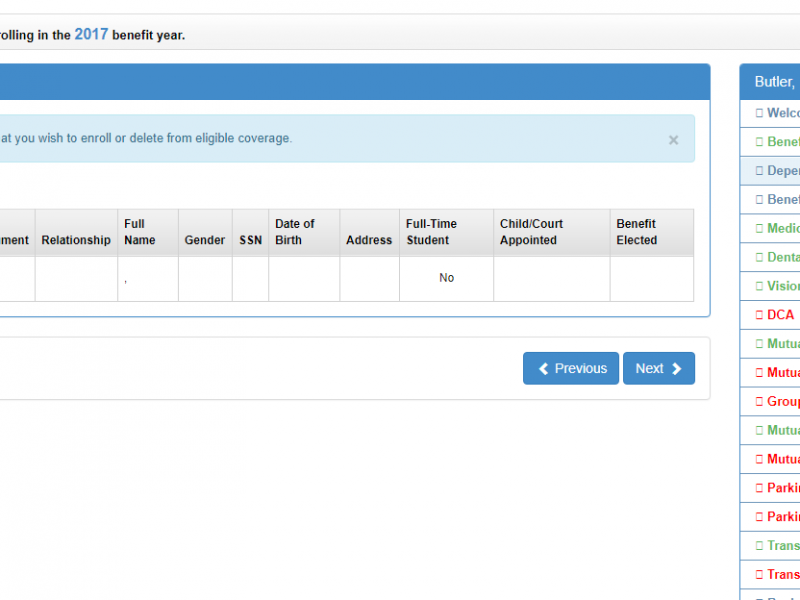 rolling in the 2017 benefit year.
at you wish to enroll or delete from eligible coverage. ×
ment Relationship Full Name Gender SSN Date of Birth Address Full-Time Student Child/Court Appointed Benefit Elected
, No
Previous Next
Butler,
Welco
Benef
Depe
Benef
Medic
Denta
Vision
DCA
Mutua
Mutua
Group
Mutua
Mutua
Parkin
Parkin
Trans
Trans